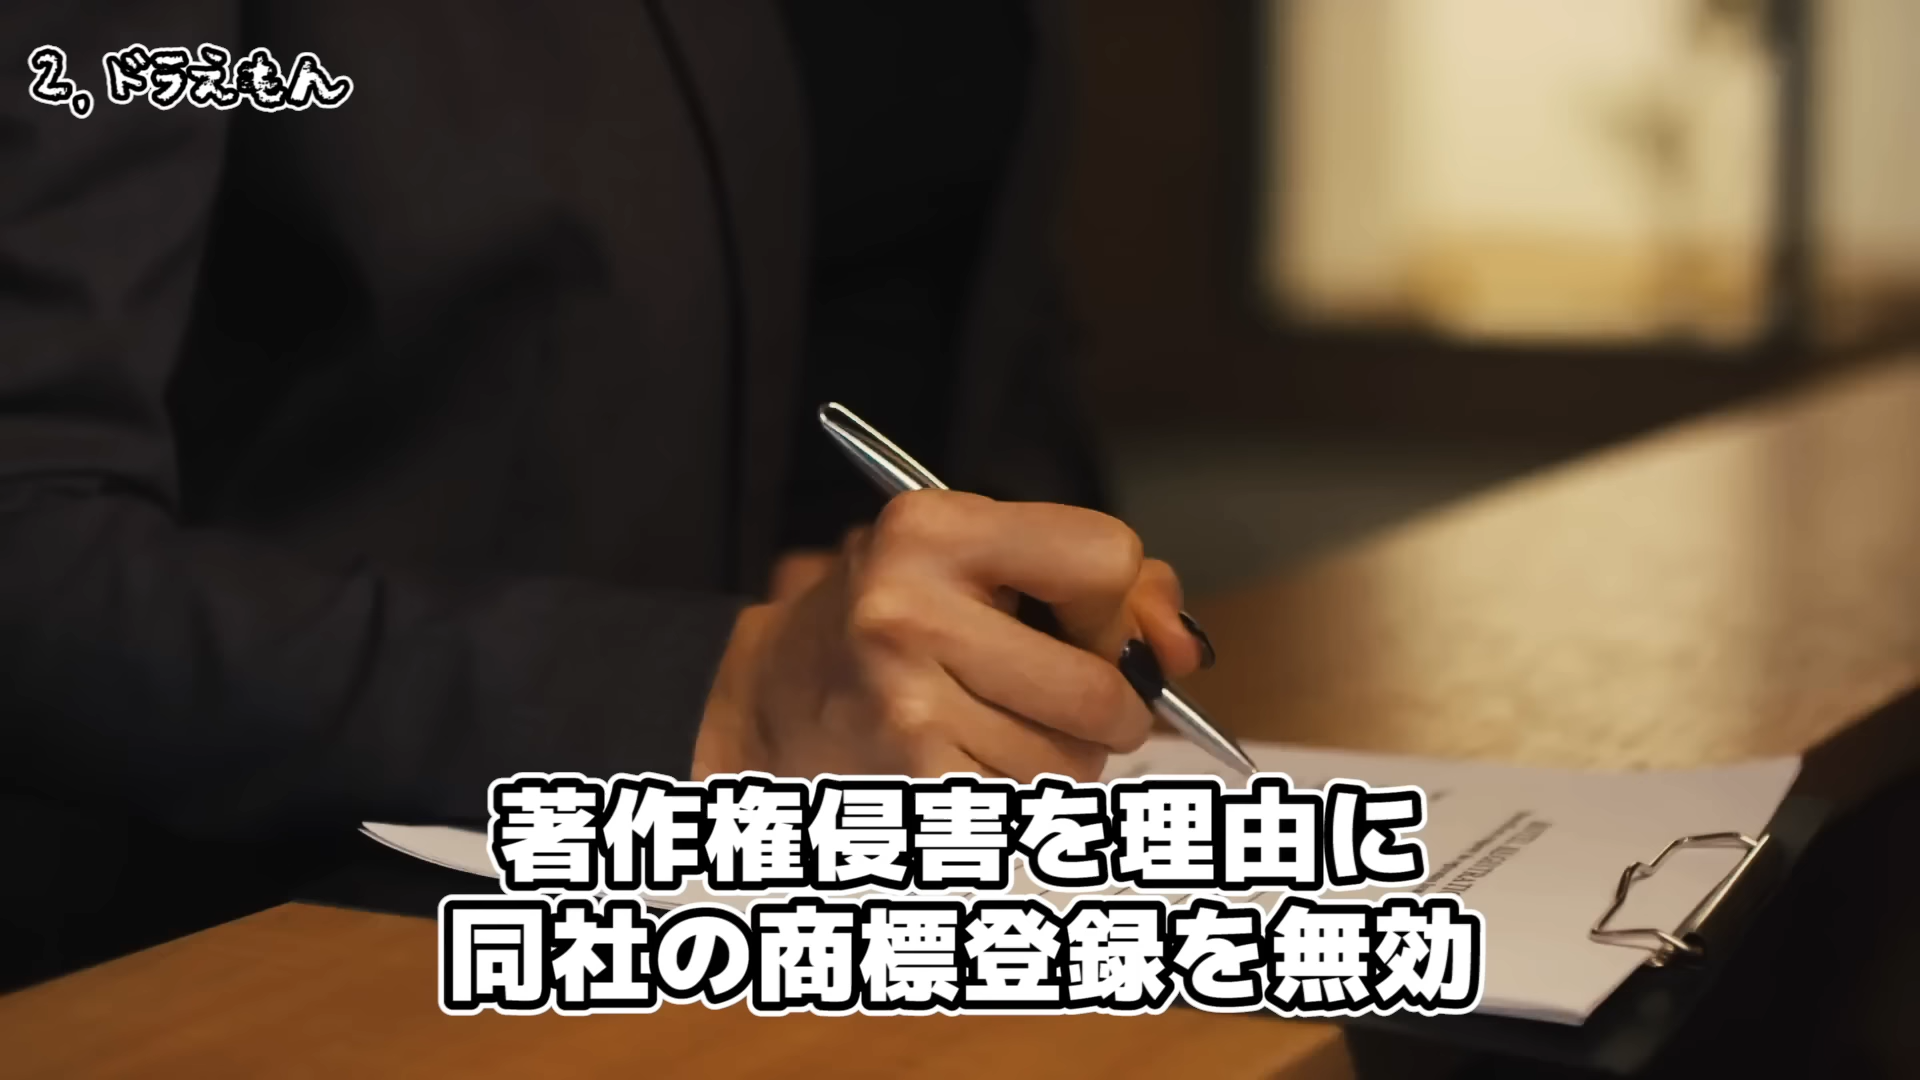 2, ドラえもん
著作権侵害を理由に
同社の商標登録を無効